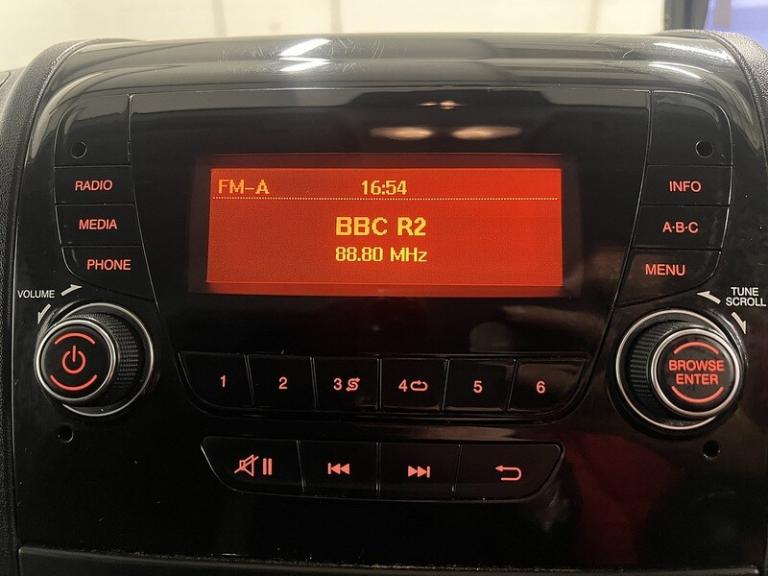 FM-A 16:54
BBC R2
88.80 MHz
RADIO
MEDIA
PHONE
INFO
A·B·C
MENU
VOLUME
TUNE
SCROLL
BROWSE
ENTER
1 2 3 4 5 6